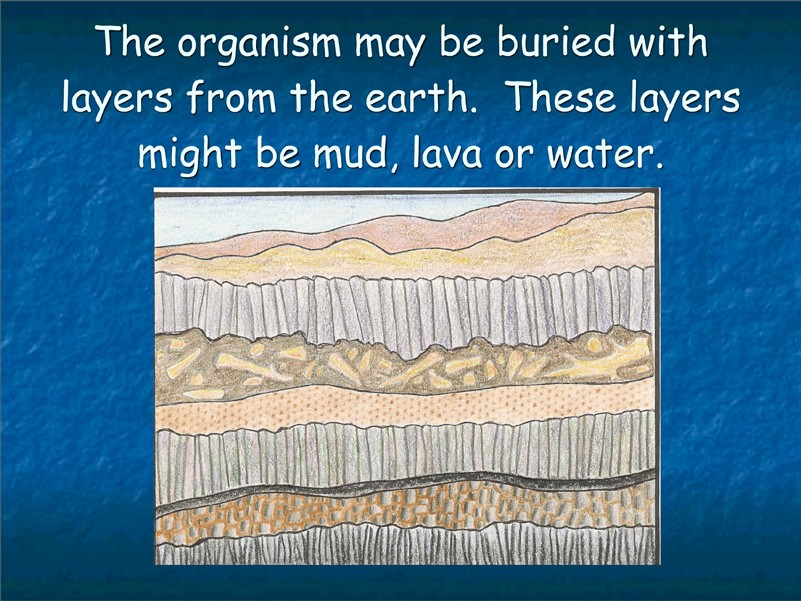 The organism may be buried with
layers from the earth.  These layers
might be mud, lava or water.